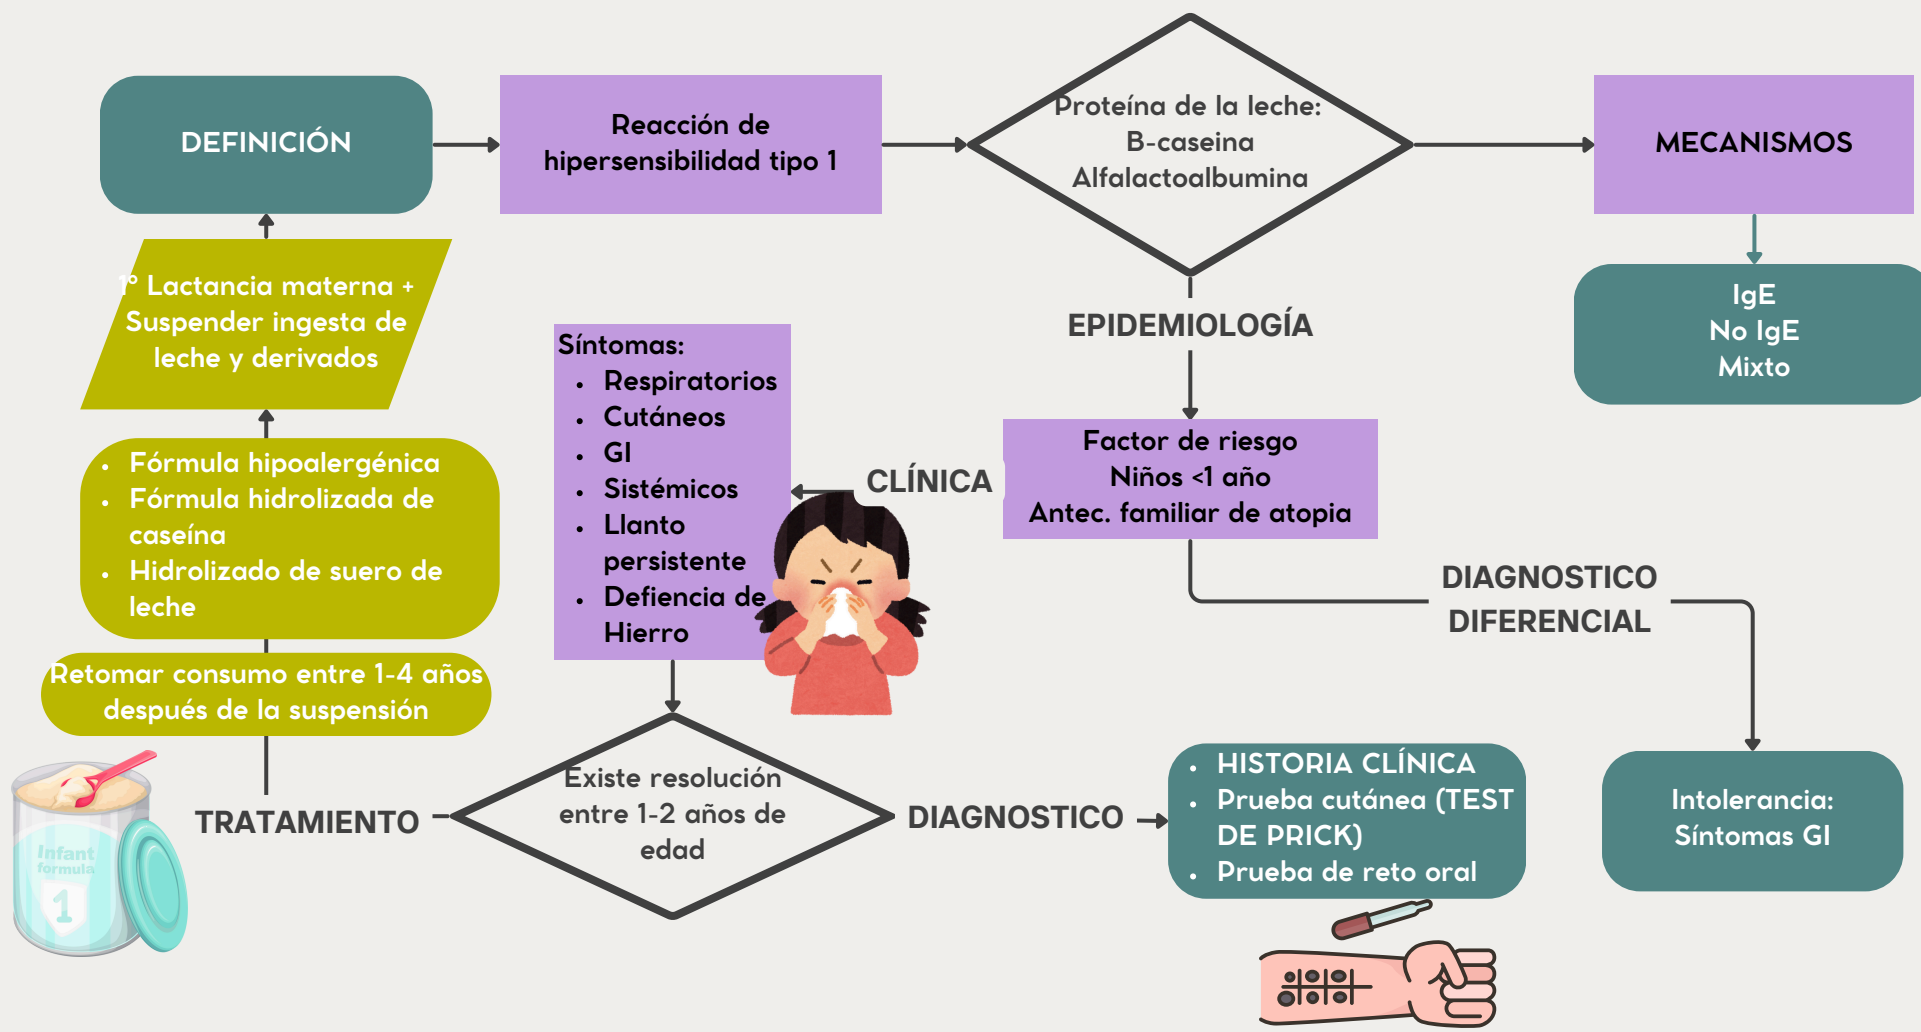 DEFINICIÓN
Reacción de
hipersensibilidad tipo 1
Proteína de la leche:
B-caseina
Alfalactoalbumina
MECANISMOS
IgE
No IgE
Mixto
EPIDEMIOLOGÍA
Factor de riesgo
Niños <1 año
Antec. familiar de atopia
CLÍNICA
Síntomas:
• Respiratorios
• Cutáneos
• GI
• Sistémicos
• Llanto
persistente
• Defiencia de
Hierro
DIAGNOSTICO
DIFERENCIAL
Intolerancia:
Síntomas GI
Existe resolución
entre 1-2 años de
edad
DIAGNOSTICO
• HISTORIA CLÍNICA
• Prueba cutánea (TEST
DE PRICK)
• Prueba de reto oral
TRATAMIENTO
Retomar consumo entre 1-4 años
después de la suspensión
• Fórmula hipoalergénica
• Fórmula hidrolizada de
caseína
• Hidrolizado de suero de
leche
1° Lactancia materna +
Suspender ingesta de
leche y derivados
Infant
formula
1